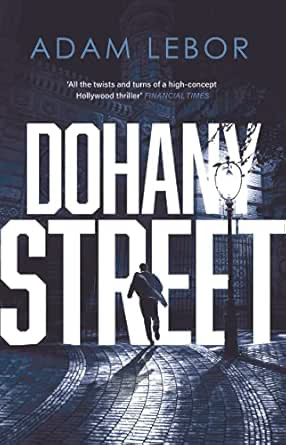 ADAM LEBOR
'All the twists and turns of a high-concept
Hollywood thriller' FINANCIAL TIMES
DOHANY
STREET